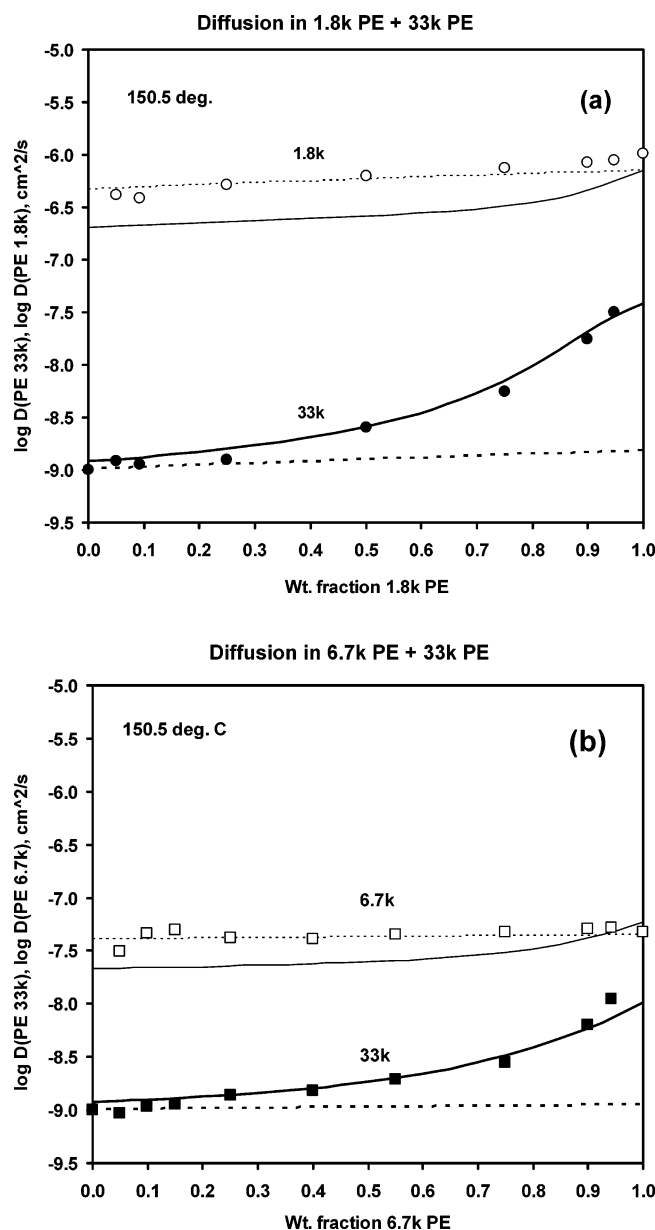 Diffusion in 1.8k PE + 33k PE
log D(PE 33k), log D(PE 1.8k), cm^2/s
-5.0
-5.5
-6.0
-6.5
-7.0
-7.5
-8.0
-8.5
-9.0
-9.5
150.5 deg.
(a)
1.8k
33k
0.0 0.1 0.2 0.3 0.4 0.5 0.6 0.7 0.8 0.9 1.0
Wt. fraction 1.8k PE
Diffusion in 6.7k PE + 33k PE
log D(PE 33k), log D(PE 6.7k), cm^2/s
-5.0
-5.5
-6.0
-6.5
-7.0
-7.5
-8.0
-8.5
-9.0
-9.5
150.5 deg. C
(b)
6.7k
33k
0.0 0.1 0.2 0.3 0.4 0.5 0.6 0.7 0.8 0.9 1.0
Wt. fraction 6.7k PE